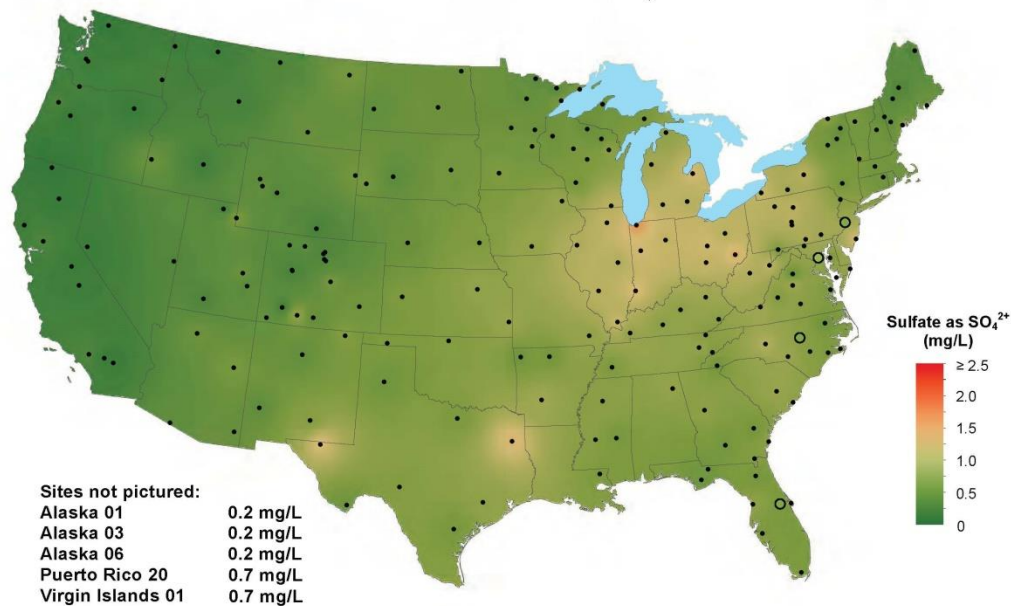 Sulfate as SO₄²⁺
(mg/L)
≥ 2.5
2.0
1.5
1.0
0.5
0
Sites not pictured:
Alaska 01 0.2 mg/L
Alaska 03 0.2 mg/L
Alaska 06 0.2 mg/L
Puerto Rico 20 0.7 mg/L
Virgin Islands 01 0.7 mg/L